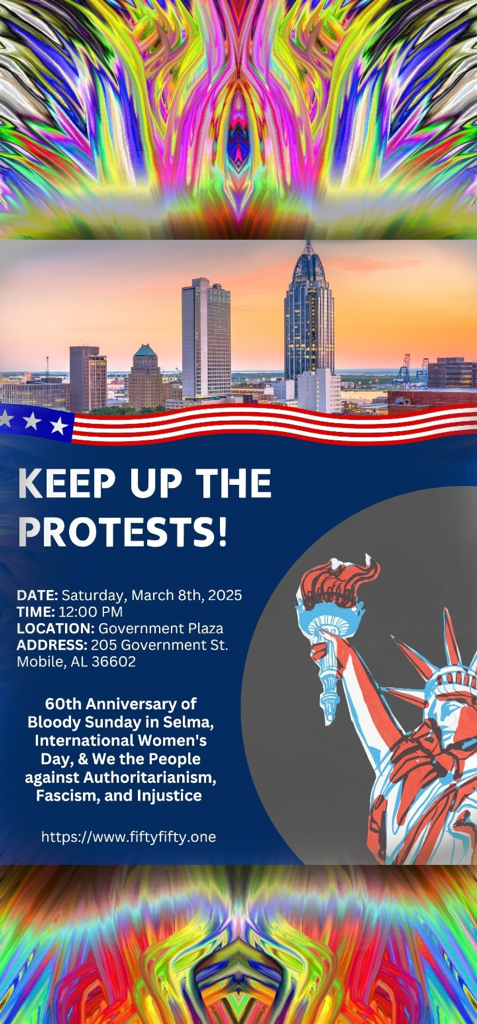 KEEP UP THE
PROTESTS!
DATE: Saturday, March 8th, 2025
TIME: 12:00 PM
LOCATION: Government Plaza
ADDRESS: 205 Government St.
Mobile, AL 36602
60th Anniversary of
Bloody Sunday in Selma,
International Women's
Day, & We the People
against Authoritarianism,
Fascism, and Injustice
https://www.fiftyfifty.one